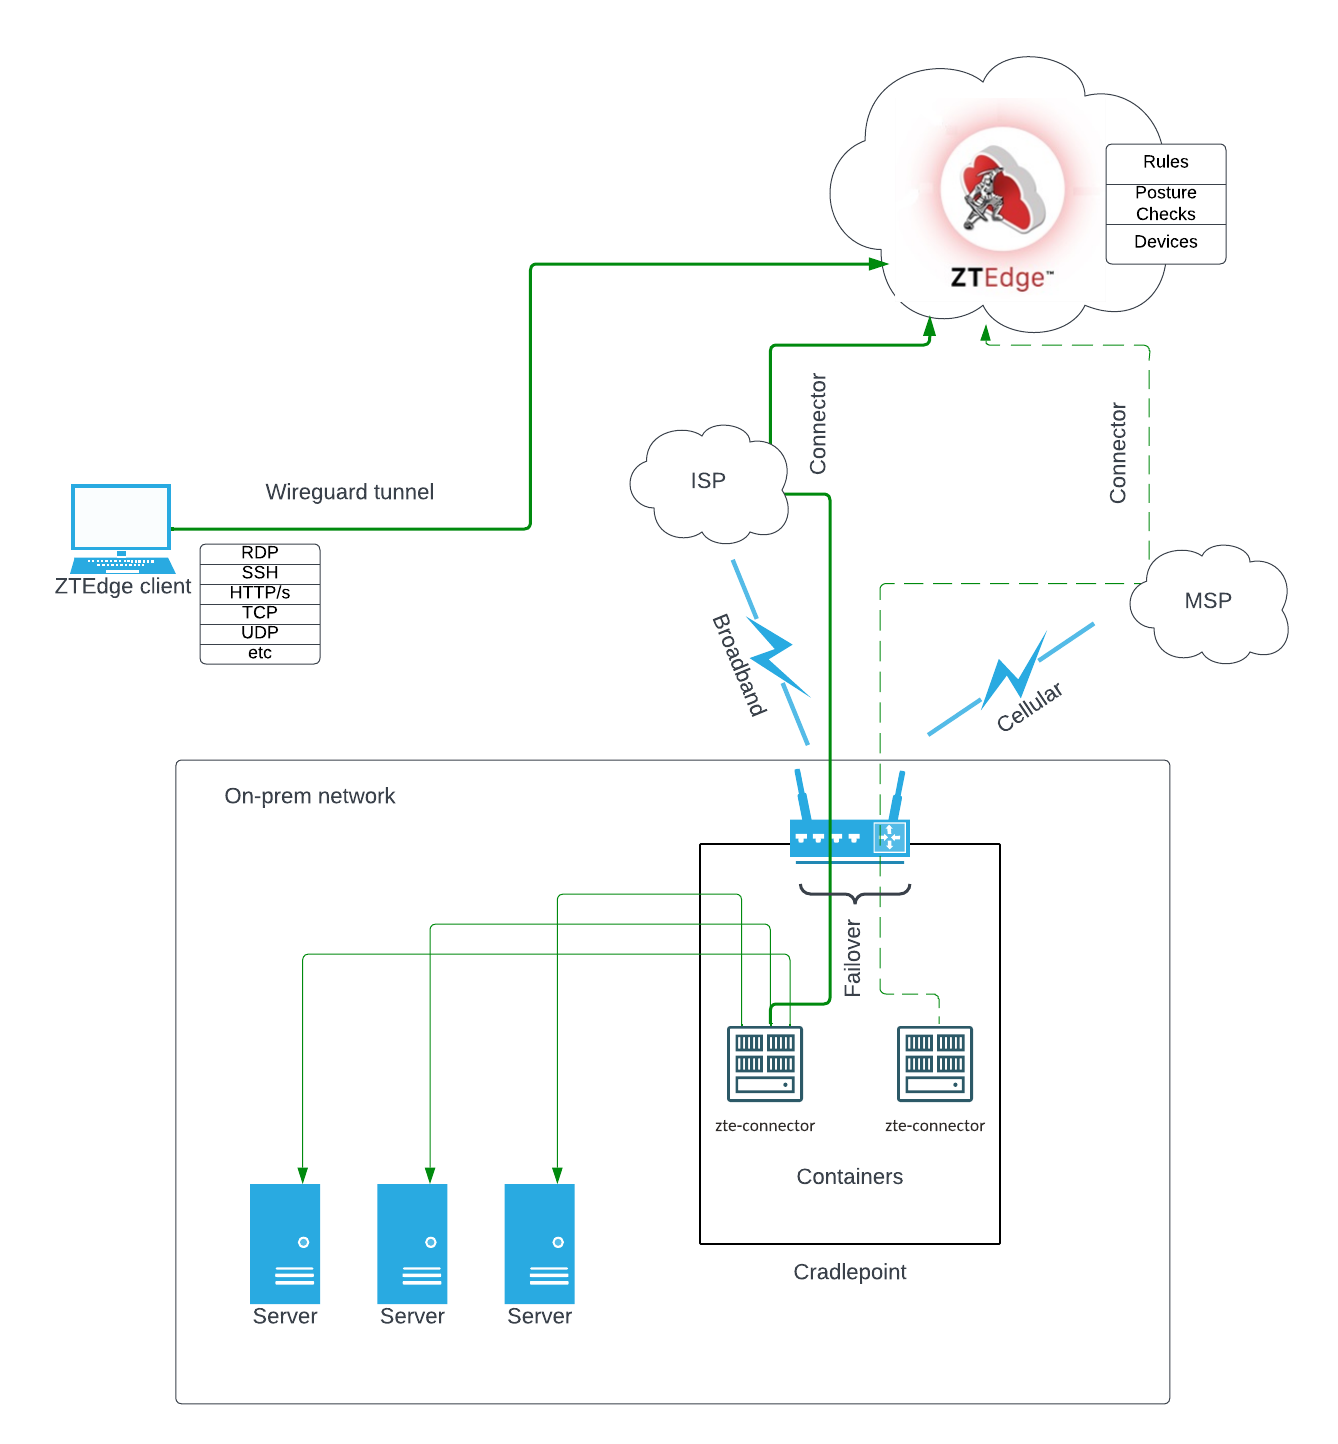 Rules
Posture
Checks
Devices
ZTEdge™
Connector
Connector
ISP
Wireguard tunnel
ZTEdge client
RDP
SSH
HTTP/s
TCP
UDP
etc
MSP
Broadband
Cellular
On-prem network
Failover
zte-connector
zte-connector
Containers
Cradlepoint
Server
Server
Server